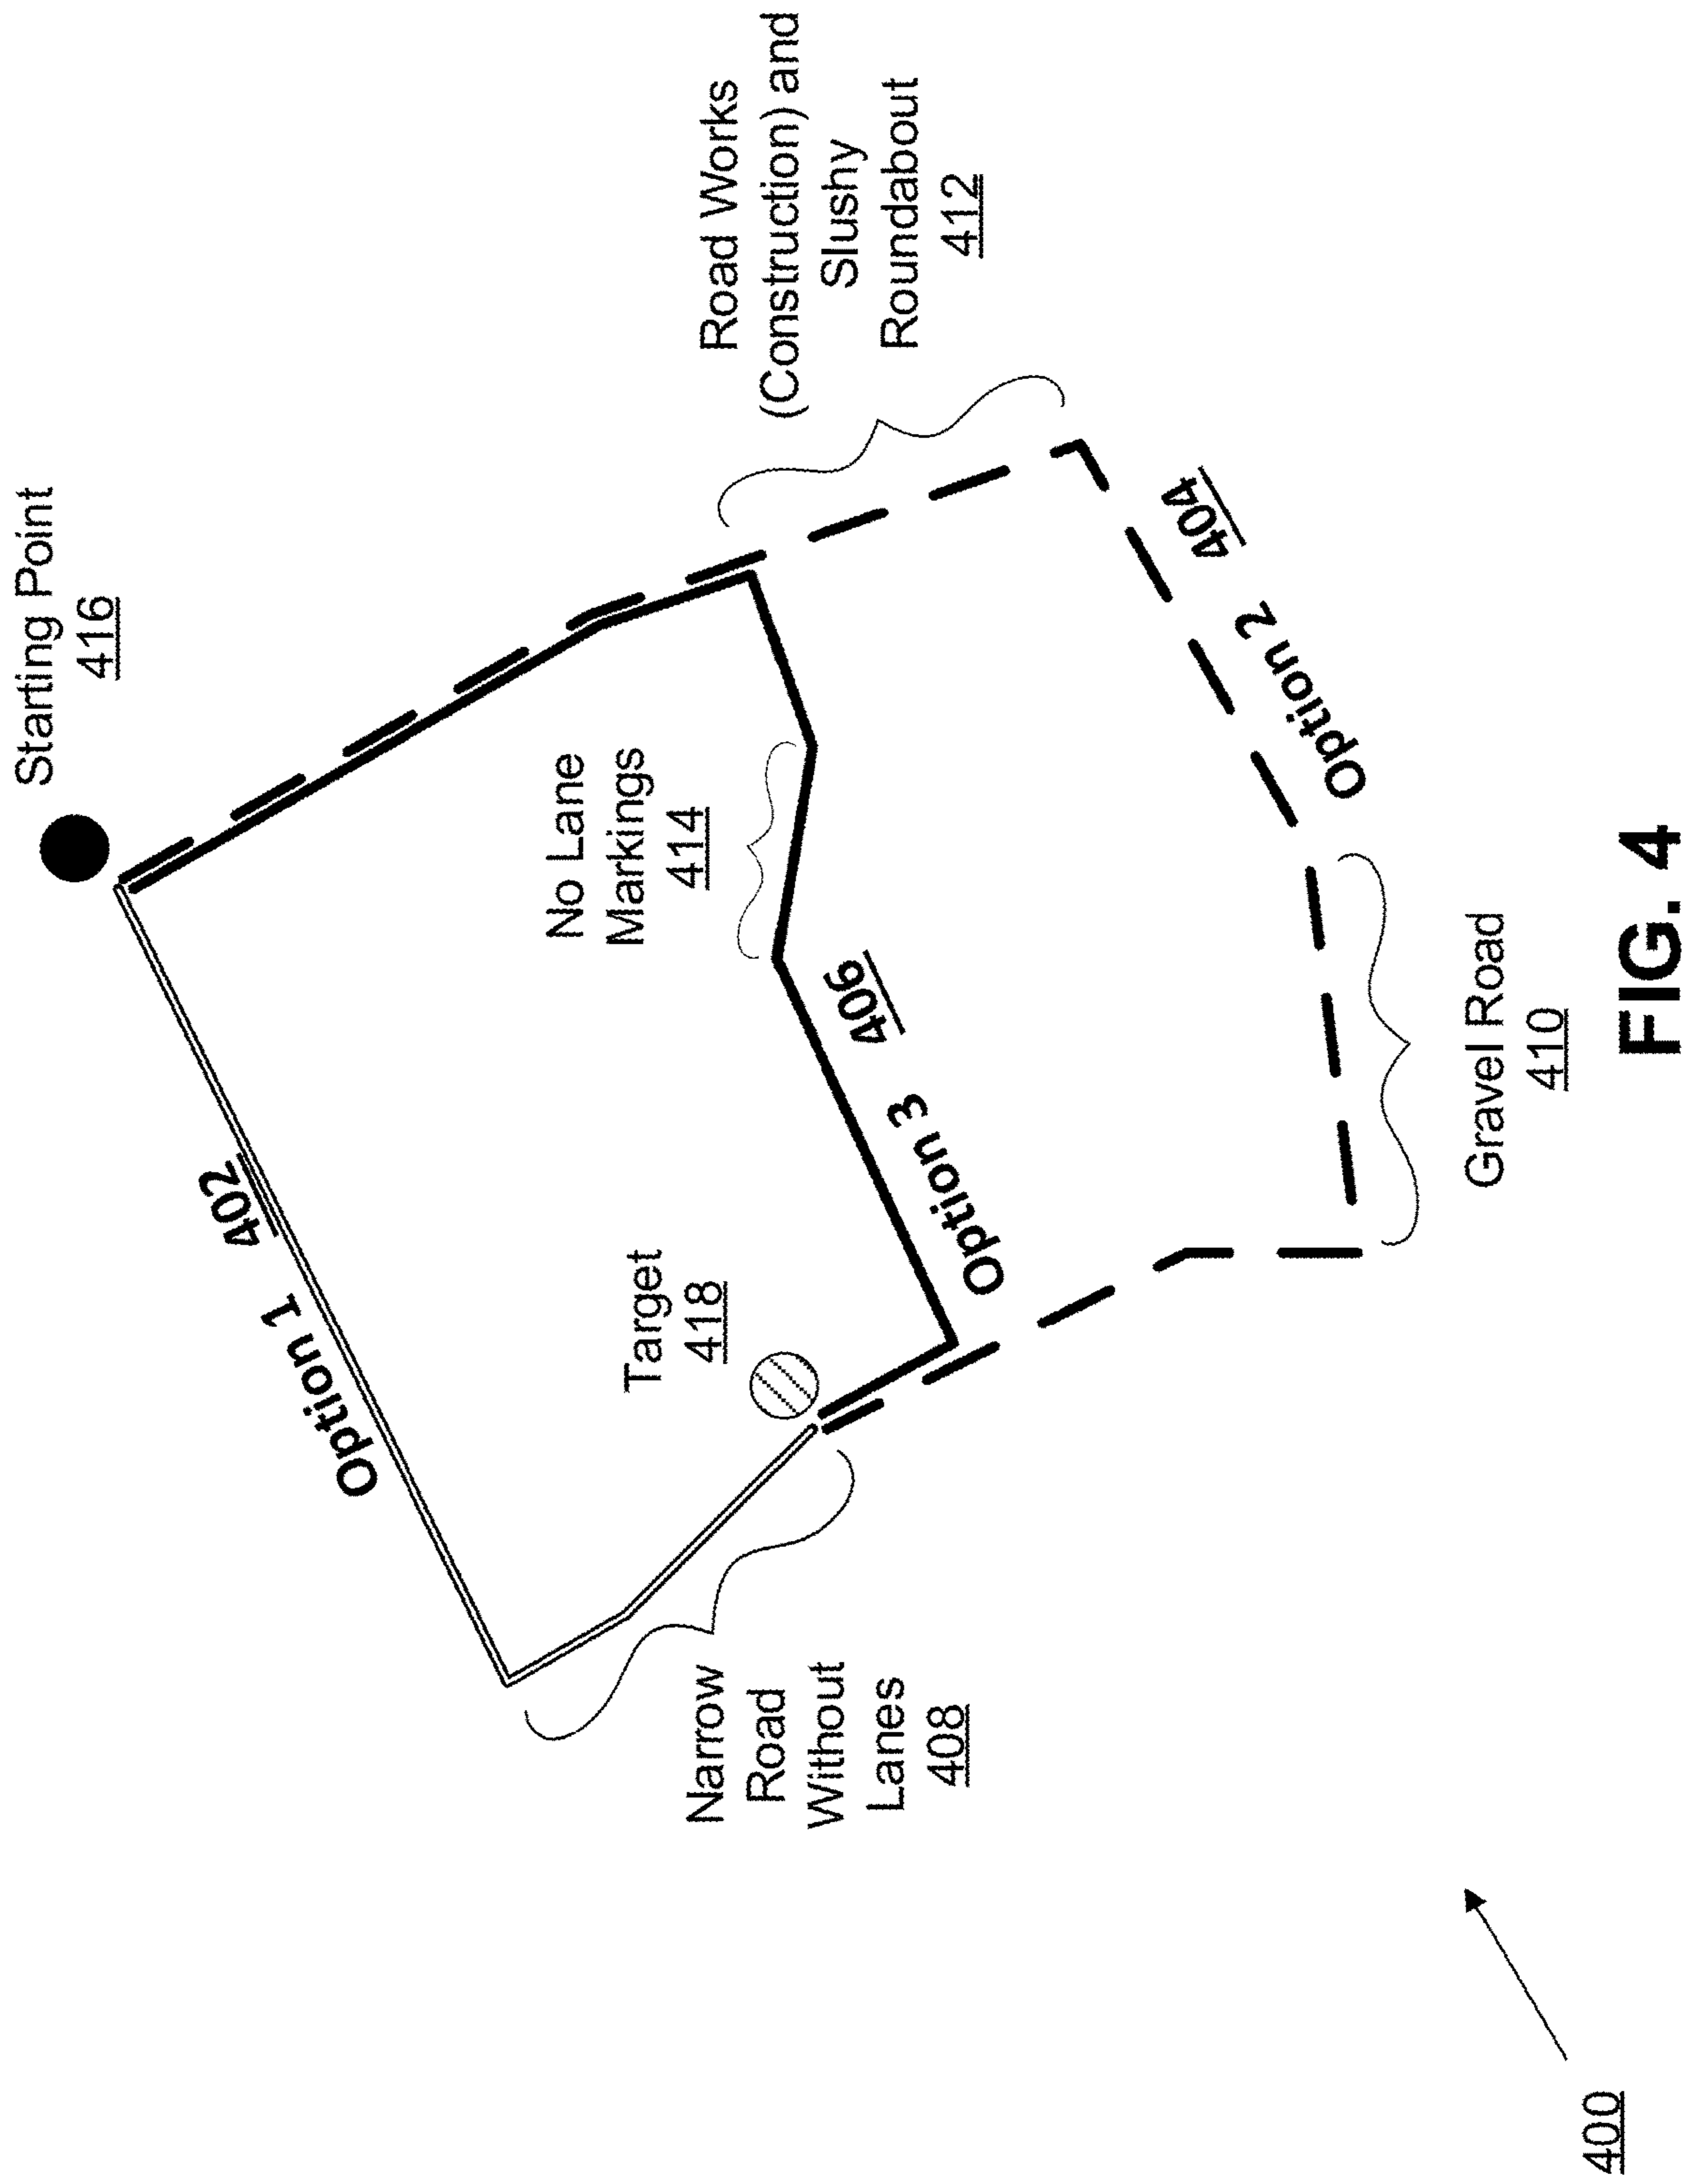 Starting Point
416
Road Works
(Construction) and
Slushy
Roundabout
412
No Lane
Markings
414
Option 1 402
Target
418
Option 3 406
Option 2 404
Narrow
Road
Without
Lanes
408
Gravel Road
410
400
FIG. 4